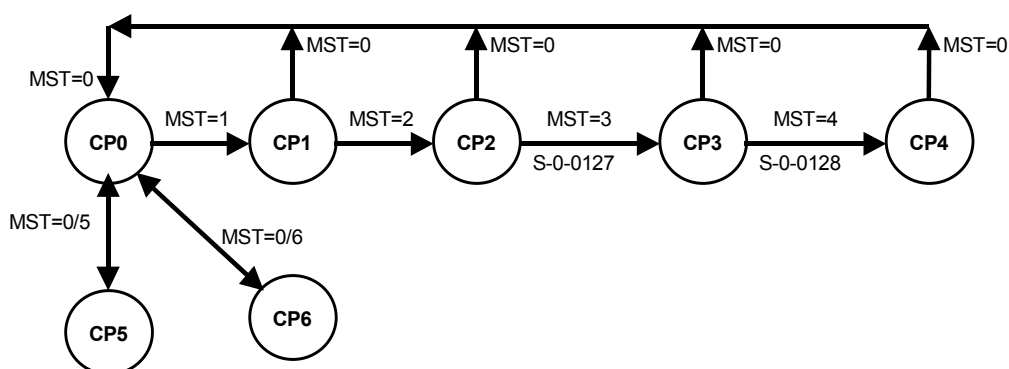 MST=0
MST=0
MST=0
MST=0
MST=0
MST=1
MST=2
MST=3
MST=4
CP0
CP1
CP2
CP3
CP4
S-0-0127
S-0-0128
MST=0/5
MST=0/6
CP5
CP6